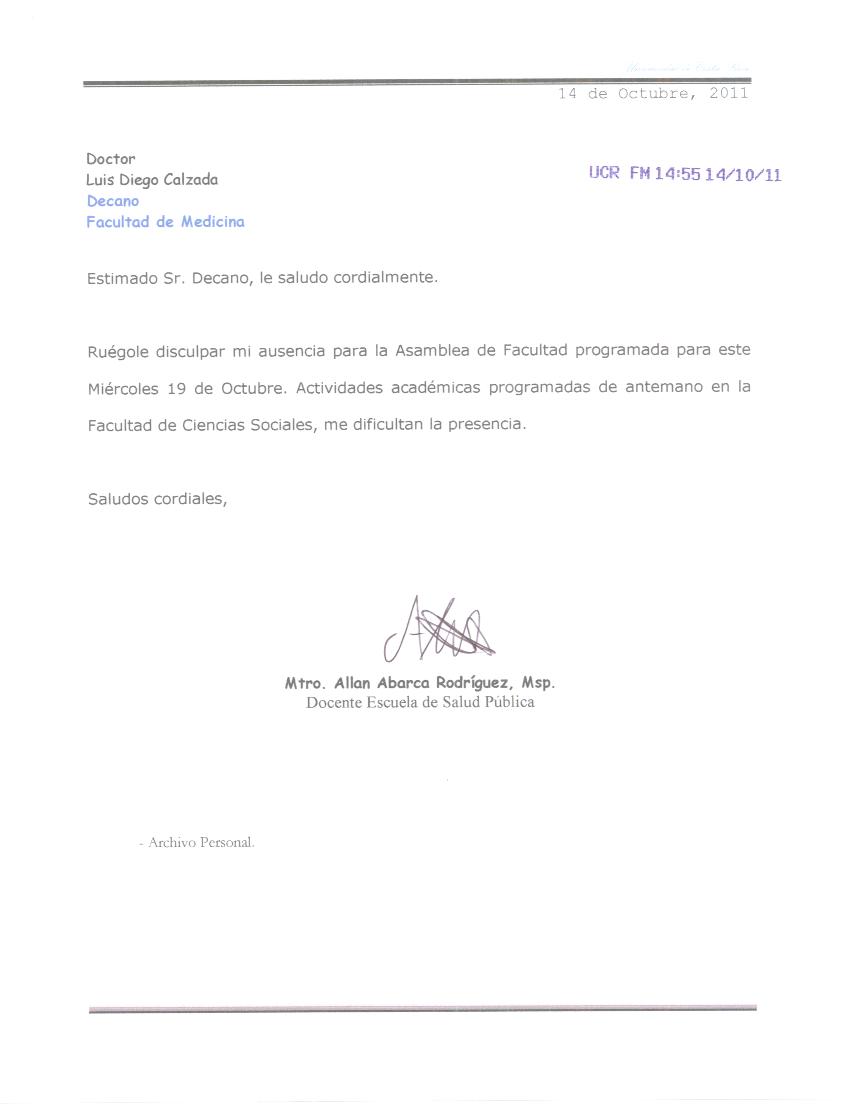 14 de Octubre, 2011
Doctor
UCR FM 14:55 14/10/11
Luis Diego Calzada
Decano
Facultad de Medicina
Estimado Sr. Decano, le saludo cordialmente.
Ruégole disculpar mi ausencia para la Asamblea de Facultad programada para este
Miércoles 19 de Octubre. Actividades académicas programadas de antemano en la
Facultad de Ciencias Sociales, me dificultan la presencia.
Saludos cordiales,
Mtro. Allan Abarca Rodríguez, Msp.
Docente Escuela de Salud Pública
- Archivo Personal.